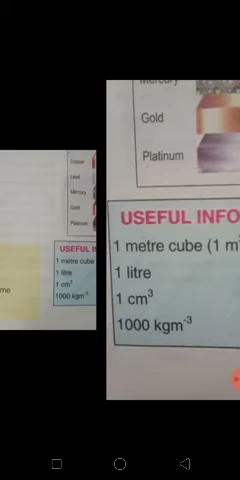 Copper
Lead
Mercury
Gold
Platinum
me
USEFUL I
1 metre cube
1 litre
1 cm³
1000 kgm⁻³
Mercury
Gold
Platinum
USEFUL INFO
1 metre cube (1 m
1 litre
1 cm³
1000 kgm⁻³